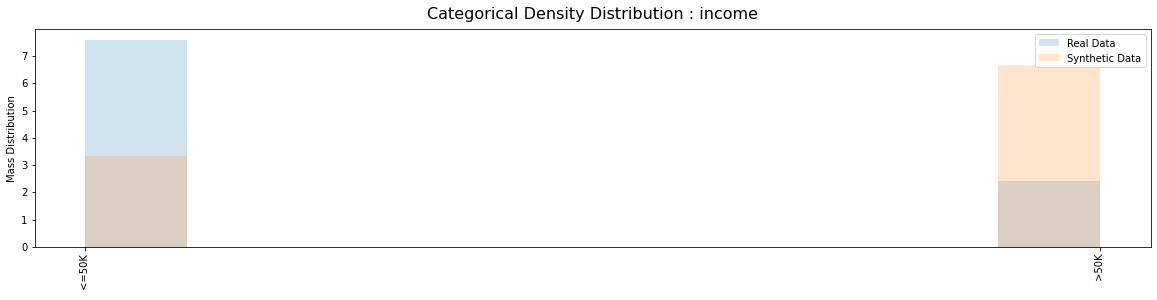 Categorical Density Distribution : income
Real Data
Synthetic Data
Mass Distribution
7
6
5
4
3
2
1
0
<=50K
>50K